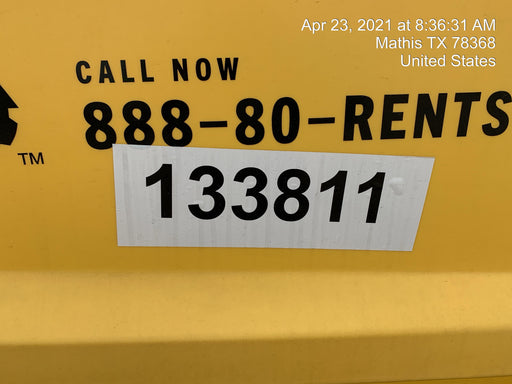 Apr 23, 2021 at 8:36:31 AM
Mathis TX 78368
United States
CALL NOW
888-80-RENTS
TM
133811